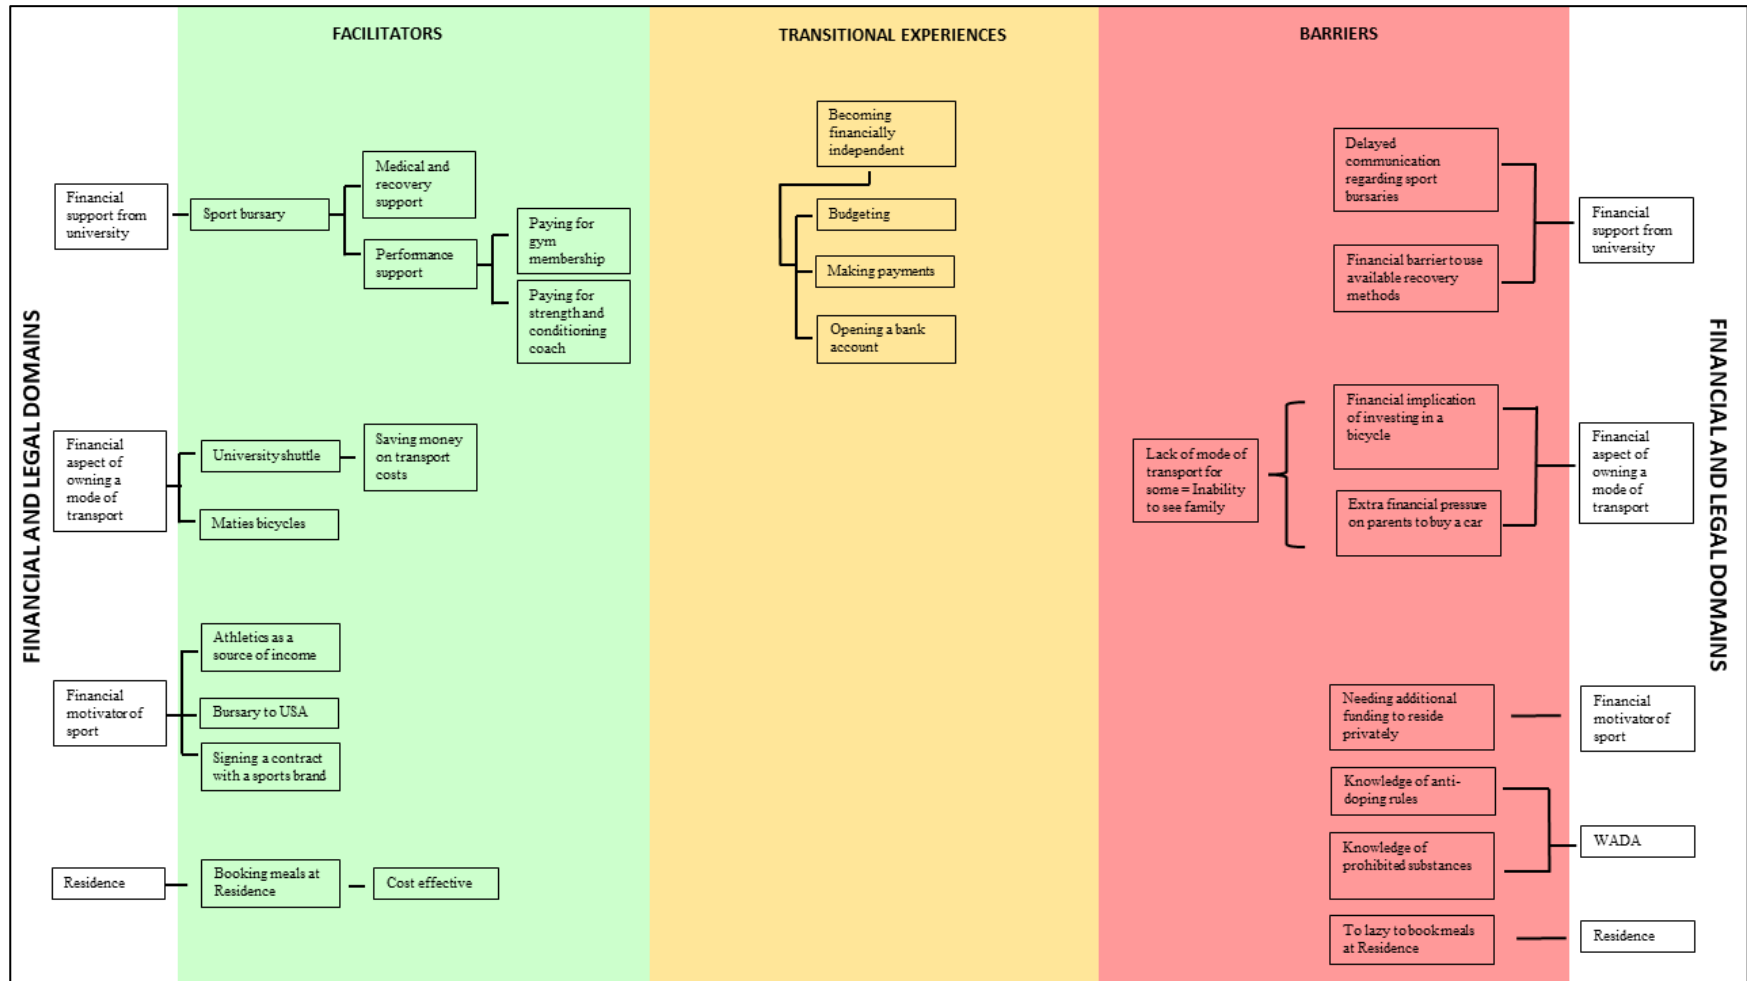 FACILITATORS
TRANSITIONAL EXPERIENCES
BARRIERS
FINANCIAL AND LEGAL DOMAINS
Financial
support from
university
Sport bursary
Medical and
recovery
support
Performance
support
Paying for
gym
membership
Paying for
strength and
conditioning
coach
Financial
aspect of
owning a
mode of
transport
University shuttle
Saving money
on transport
costs
Maties bicycles
Financial
motivator of
sport
Athletics as a
source of income
Bursary to USA
Signing a contract
with a sports brand
Residence
Booking meals at
Residence
Cost effective
Becoming
financially
independent
Budgeting
Making payments
Opening a bank
account
Delayed
communication
regarding sport
bursaries
Financial barrier to use
available recovery
methods
Financial
support from
university
Lack of mode of
transport for
some = Inability
to see family
Financial implication
of investing in a
bicycle
Extra financial pressure
on parents to buy a car
Financial
aspect of
owning a
mode of
transport
Needing additional
funding to reside
privately
Financial
motivator of
sport
Knowledge of anti-
doping rules
Knowledge of
prohibited substances
WADA
To lazy to book meals
at Residence
Residence
FINANCIAL AND LEGAL DOMAINS